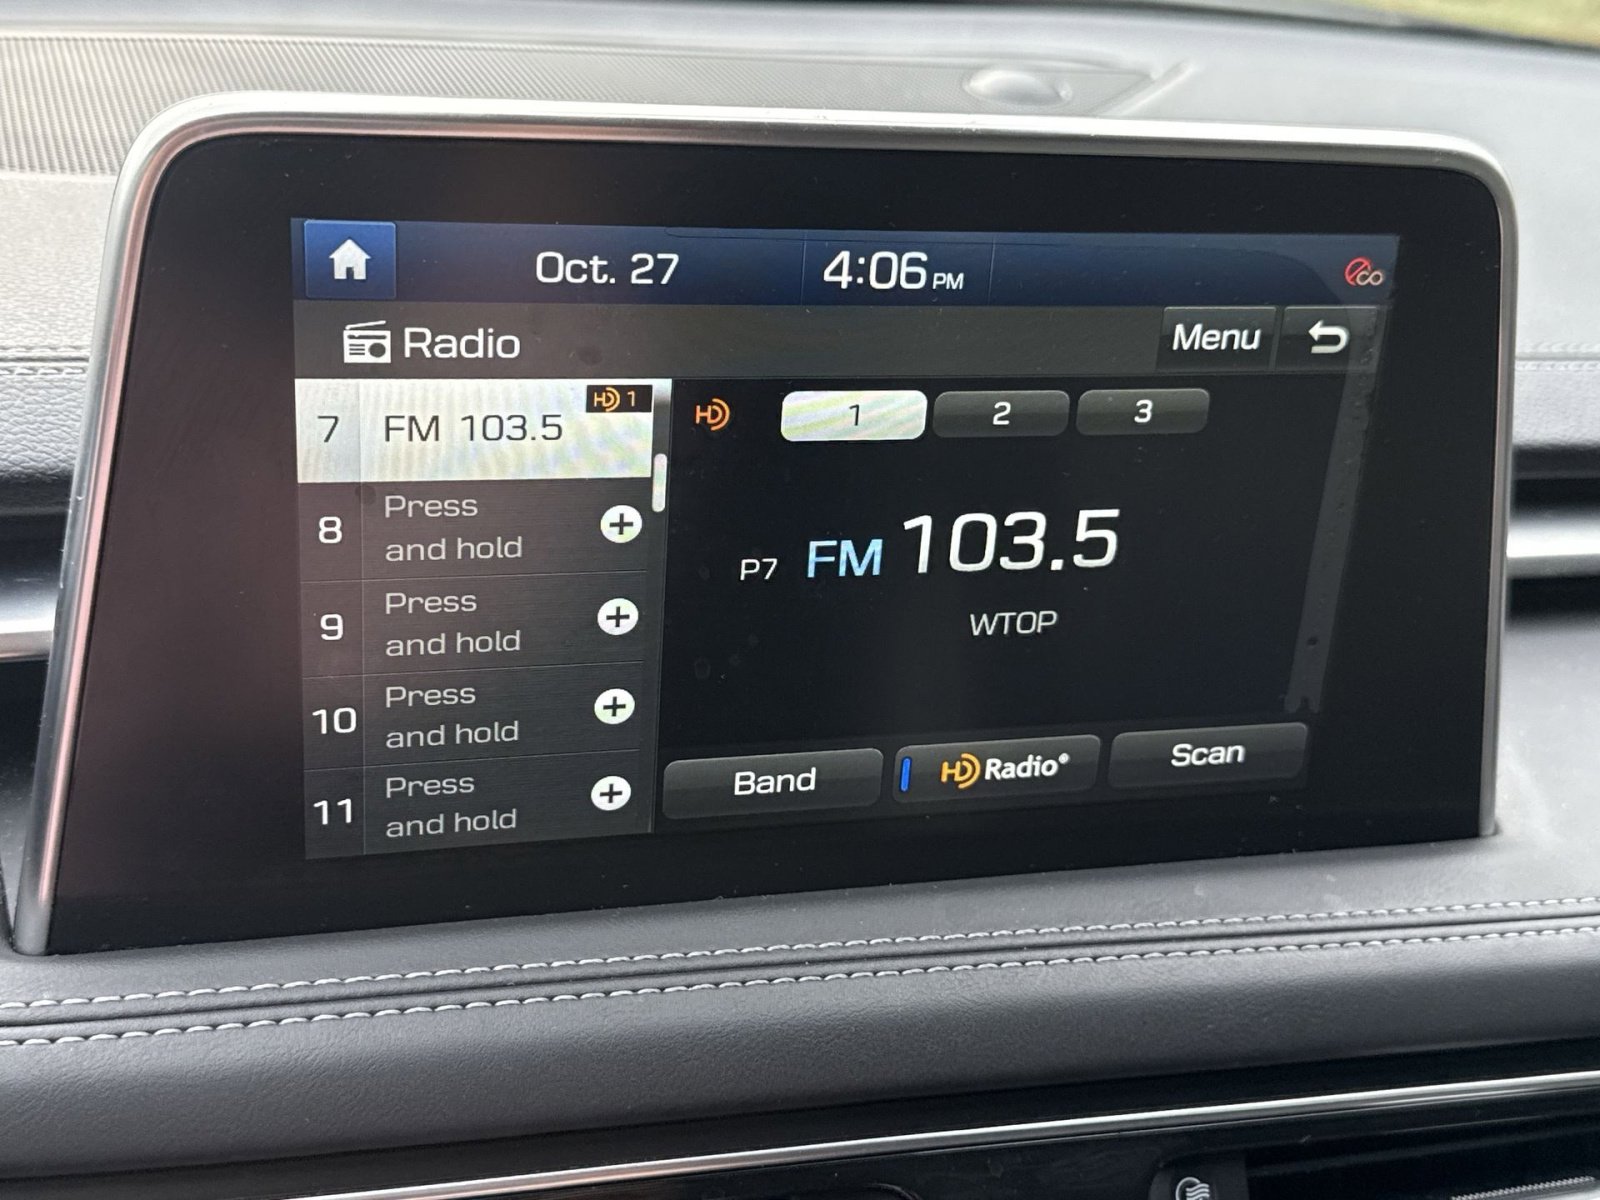 Oct. 27 4:06 PM
Radio Menu
7 FM 103.5 HD 1
8 Press
and hold
9 Press
and hold
10 Press
and hold
11 Press
and hold
HD 1 2 3
P7 FM 103.5
WTOP
Band HD Radio® Scan